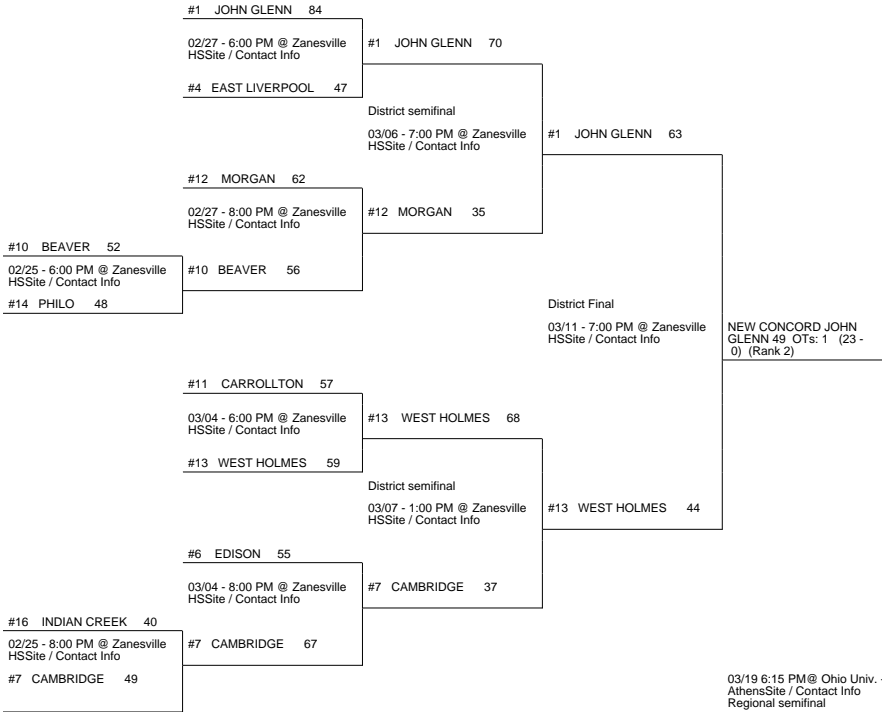 #1 JOHN GLENN 84
02/27 - 6:00 PM @ Zanesville
HSSite / Contact Info
#1 JOHN GLENN 70
#4 EAST LIVERPOOL 47
District semifinal
03/06 - 7:00 PM @ Zanesville
HSSite / Contact Info
#1 JOHN GLENN 63
#12 MORGAN 62
02/27 - 8:00 PM @ Zanesville
HSSite / Contact Info
#12 MORGAN 35
#10 BEAVER 52
02/25 - 6:00 PM @ Zanesville
HSSite / Contact Info
#10 BEAVER 56
#14 PHILO 48
District Final
03/11 - 7:00 PM @ Zanesville
HSSite / Contact Info
NEW CONCORD JOHN
GLENN 49 OTs: 1 (23 -
0) (Rank 2)
#11 CARROLLTON 57
03/04 - 6:00 PM @ Zanesville
HSSite / Contact Info
#13 WEST HOLMES 68
#13 WEST HOLMES 59
District semifinal
03/07 - 1:00 PM @ Zanesville
HSSite / Contact Info
#13 WEST HOLMES 44
#6 EDISON 55
03/04 - 8:00 PM @ Zanesville
HSSite / Contact Info
#7 CAMBRIDGE 37
#16 INDIAN CREEK 40
02/25 - 8:00 PM @ Zanesville
HSSite / Contact Info
#7 CAMBRIDGE 67
#7 CAMBRIDGE 49
03/19 6:15 PM@ Ohio Univ. -
AthensSite / Contact Info
Regional semifinal